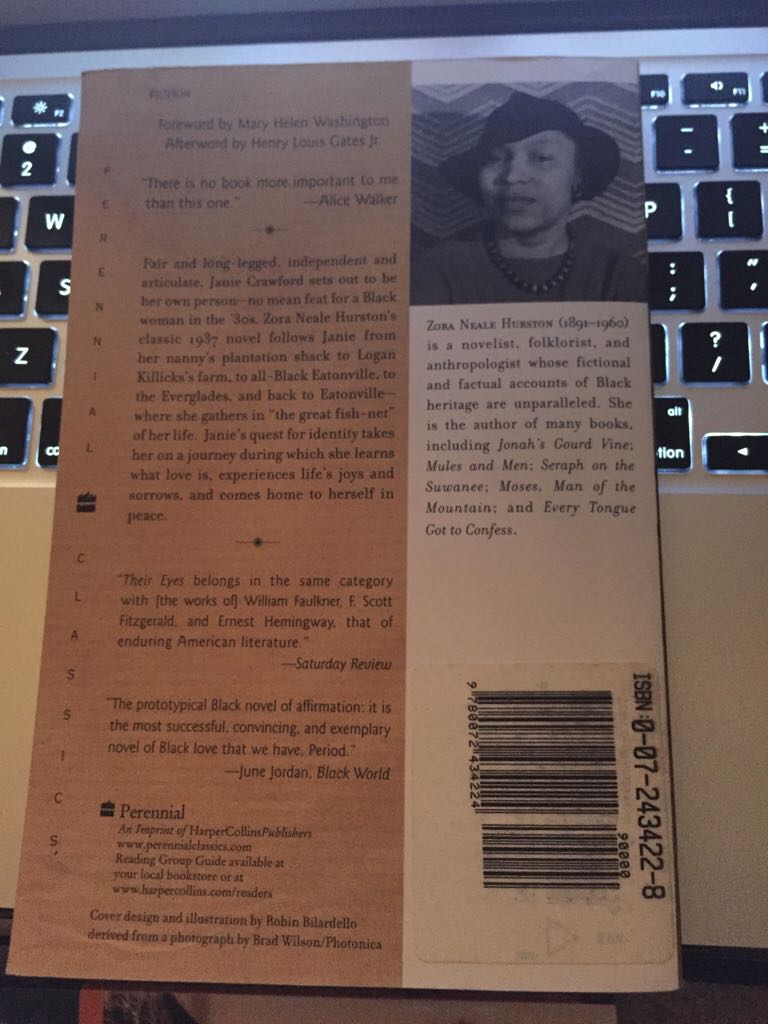 FICTION
Foreword by Mary Helen Washington
Afterword by Henry Louis Gates Jr.
"There is no book more important to me
than this one." —Alice Walker
Fair and long-legged, independent and
articulate, Janie Crawford sets out to be
her own person—no mean feat for a Black
woman in the '30s. Zora Neale Hurston's
classic 1937 novel follows Janie from
her nanny's plantation shack to Logan
Killicks's farm, to all-Black Eatonville, to
the Everglades, and back to Eatonville—
where she gathers in "the great fish-net"
of her life. Janie's quest for identity takes
her on a journey during which she learns
what love is, experiences life's joys and
sorrows, and comes home to herself in
peace.
"Their Eyes belongs in the same category
with [the works of] William Faulkner, F. Scott
Fitzgerald, and Ernest Hemingway, that of
enduring American literature."
—Saturday Review
"The prototypical Black novel of affirmation: it is
the most successful, convincing, and exemplary
novel of Black love that we have. Period."
—June Jordan, Black World
Perennial
An Imprint of HarperCollinsPublishers
www.perennialclassics.com
Reading Group Guide available at
your local bookstore or at
www.harpercollins.com/readers
Cover design and illustration by Robin Bilardello
derived from a photograph by Brad Wilson/Photonica
PERENNIAL CLASSICS
ZORA NEALE HURSTON (1891–1960)
is a novelist, folklorist, and
anthropologist whose fictional
and factual accounts of Black
heritage are unparalleled. She
is the author of many books,
including Jonah's Gourd Vine;
Mules and Men; Seraph on the
Suwanee; Moses, Man of the
Mountain; and Every Tongue
Got to Confess.
ISBN:0-07-243422-8
9 780072 434224
90000
F2
@
2
W
S
Z
F10
F11
-
+
=
P
{
[
:
;
"
?
/
alt
tion